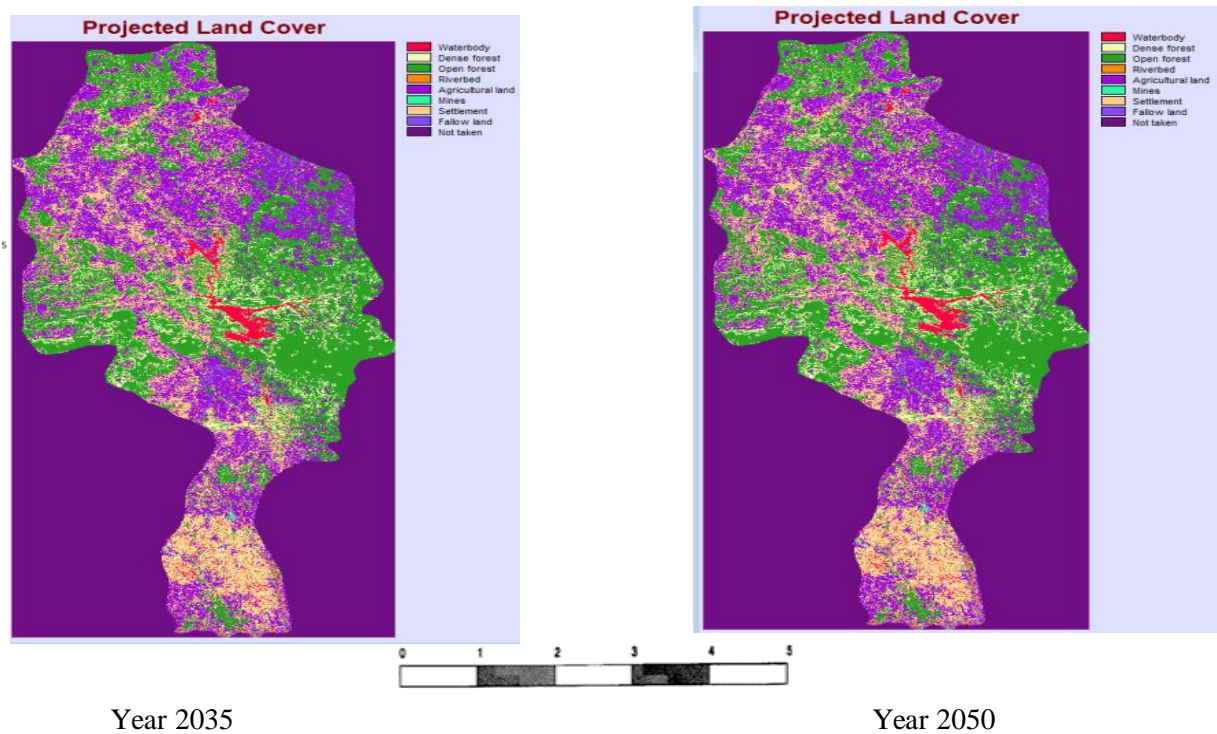 Projected Land Cover
Waterbody
Dense forest
Open forest
Riverbed
Agricultural land
Mines
Settlement
Fallow land
Not taken
s
Projected Land Cover
Waterbody
Dense forest
Open forest
Riverbed
Agricultural land
Mines
Settlement
Fallow land
Not taken
0 1 2 3 4 5
Year 2035
Year 2050